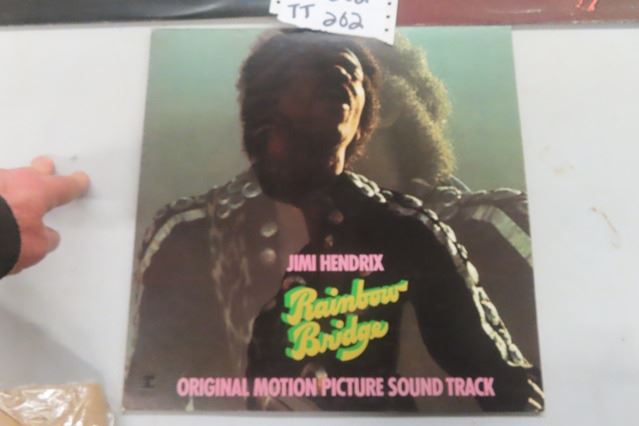 TT 262
JIMI HENDRIX
Rainbow
Bridge
ORIGINAL MOTION PICTURE SOUND TRACK